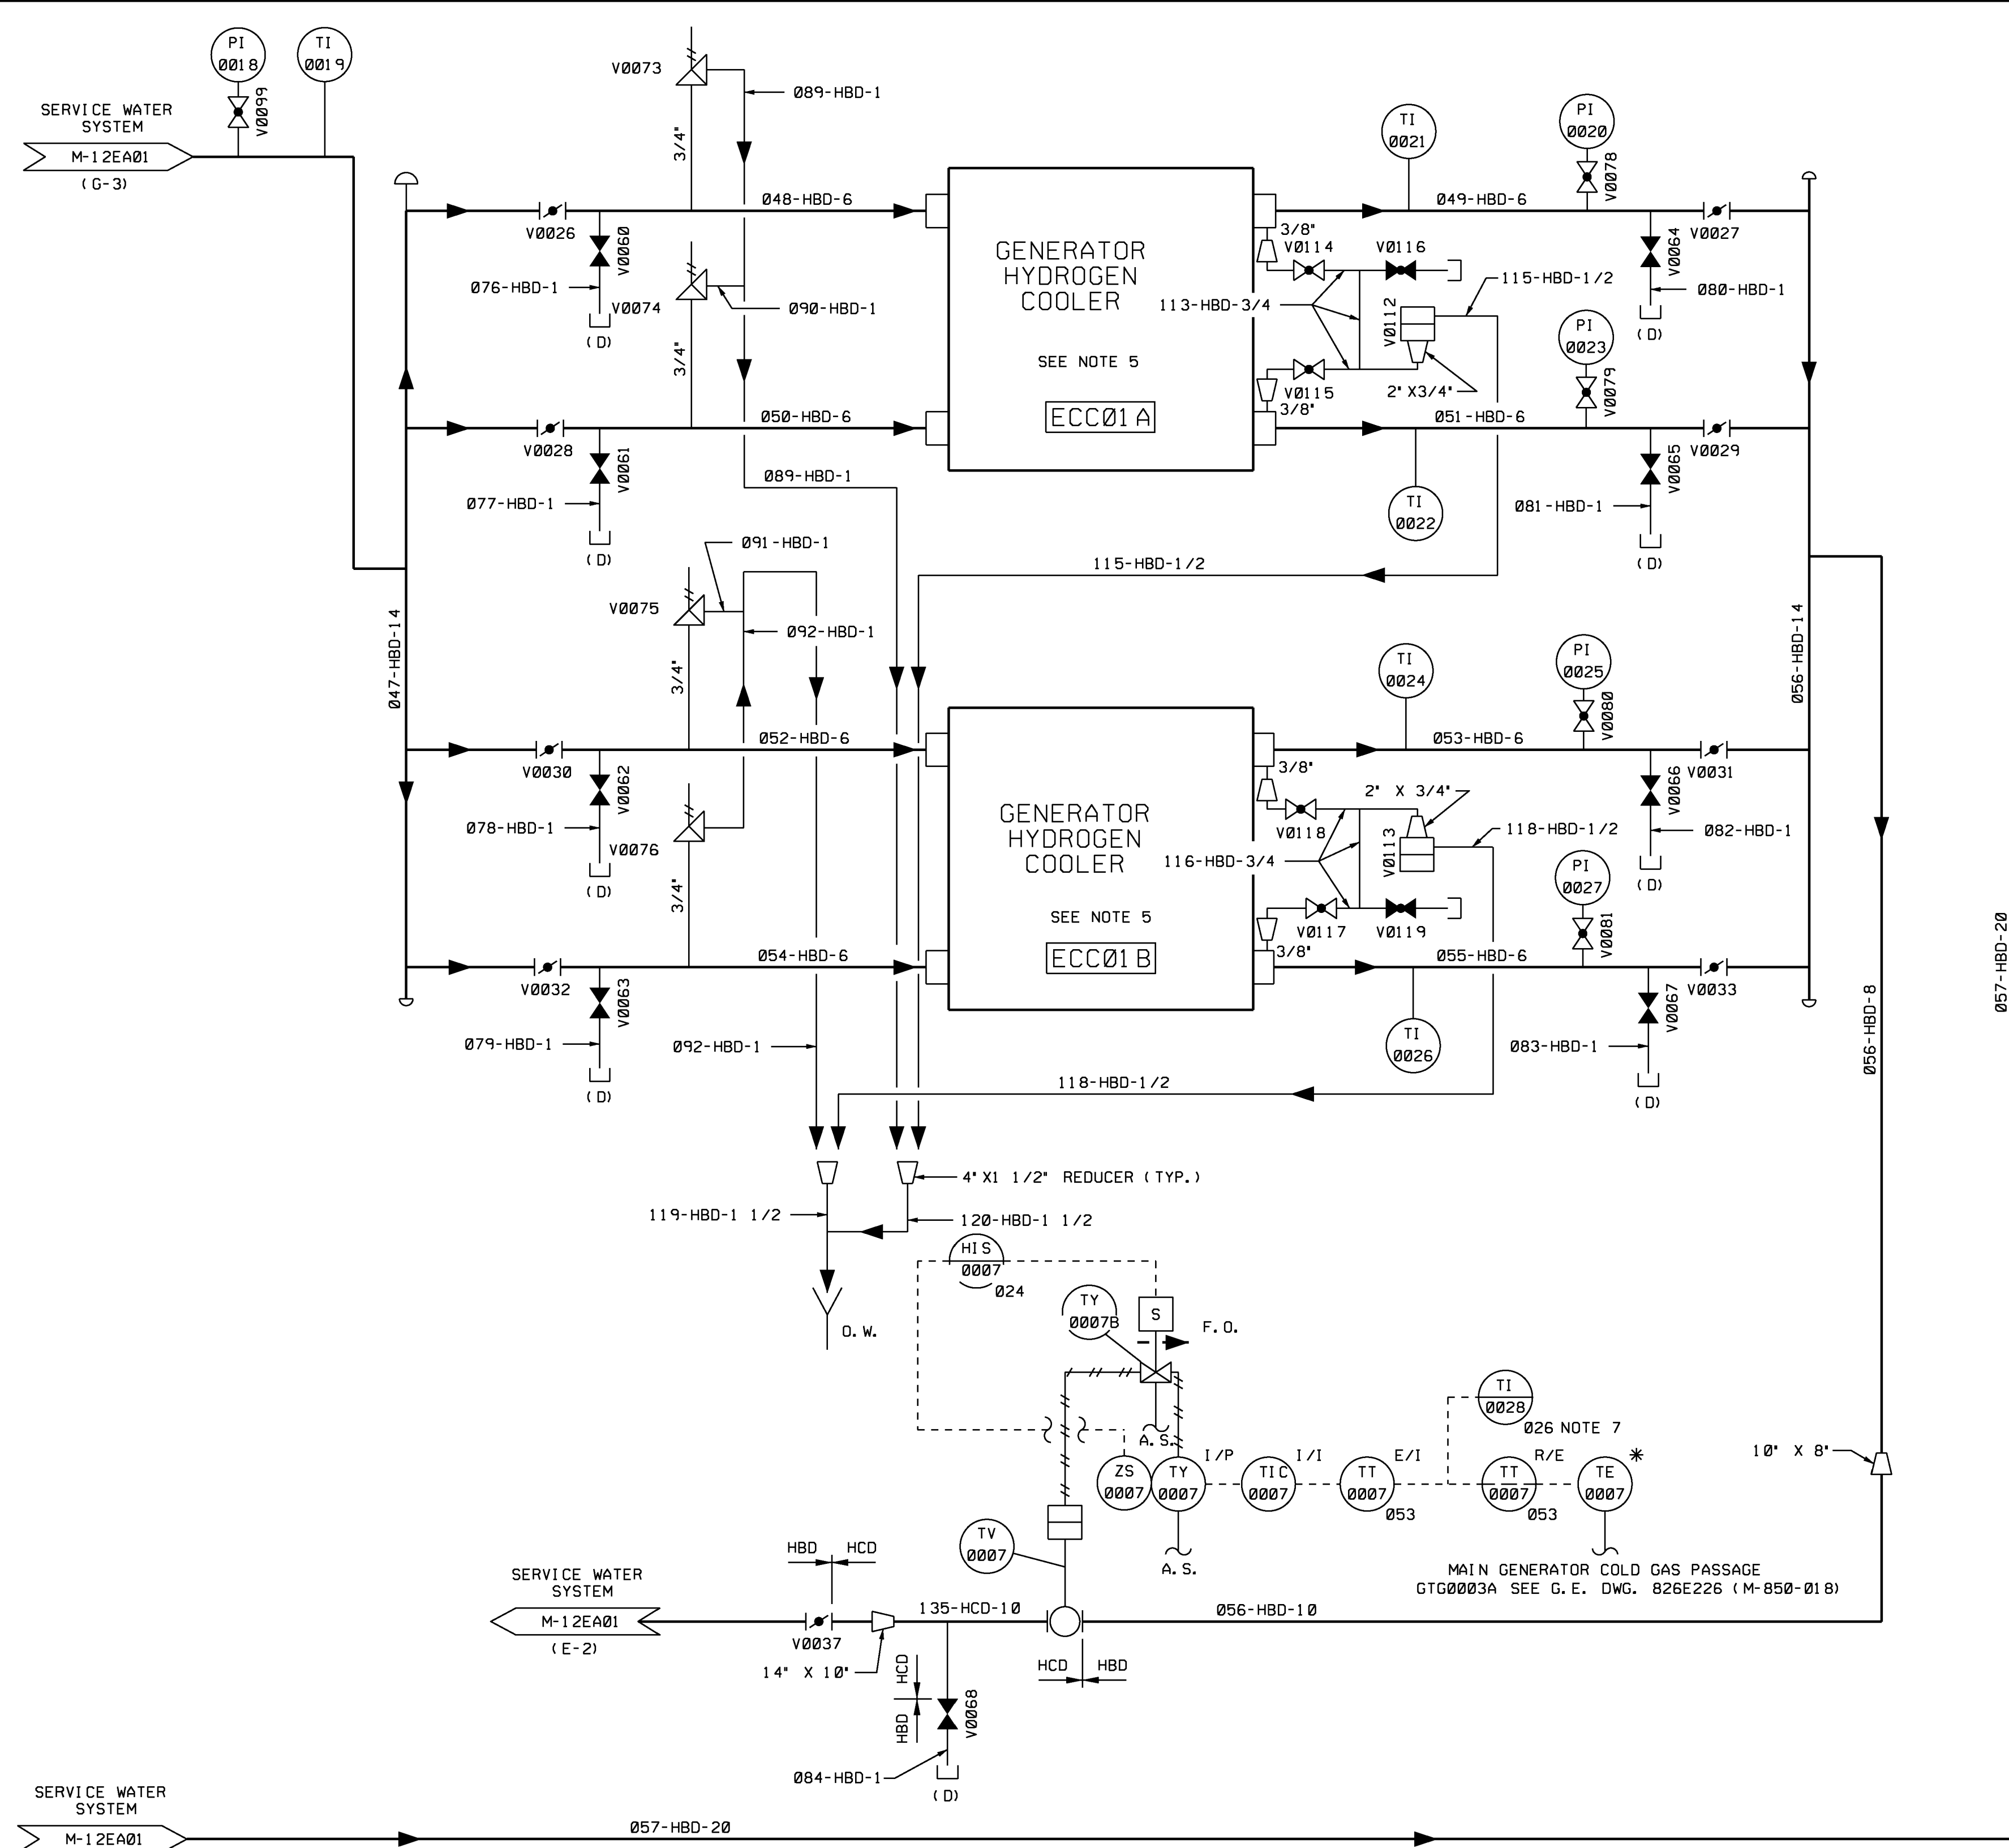 PI
0018
TI
0019
V0099
SERVICE WATER
SYSTEM
M-12EA01
(G-3)
V0073
089-HBD-1
3/4"
048-HBD-6
V0026
V0060
076-HBD-1
(D)
V0074
090-HBD-1
3/4"
050-HBD-6
V0028
V0061
077-HBD-1
(D)
089-HBD-1
GENERATOR
HYDROGEN
COOLER
SEE NOTE 5
ECC01A
TI
0021
PI
0020
V0078
049-HBD-6
V0027
3/8"
V0114
V0116
V0064
113-HBD-3/4
V0112
115-HBD-1/2
080-HBD-1
(D)
PI
0023
V0079
V0115
3/8"
2"X3/4"
051-HBD-6
V0029
V0065
TI
0022
081-HBD-1
(D)
115-HBD-1/2
091-HBD-1
V0075
092-HBD-1
047-HBD-14
3/4"
052-HBD-6
V0030
V0062
078-HBD-1
(D)
V0076
3/4"
054-HBD-6
V0032
V0063
079-HBD-1
(D)
092-HBD-1
GENERATOR
HYDROGEN
COOLER
SEE NOTE 5
ECC01B
TI
0024
PI
0025
V0080
056-HBD-14
053-HBD-6
V0031
3/8"
2" X 3/4"
V0066
V0118
V0113
118-HBD-1/2
082-HBD-1
(D)
116-HBD-3/4
PI
0027
V0081
V0117
V0119
3/8"
055-HBD-6
V0033
V0067
TI
0026
083-HBD-1
(D)
057-HBD-20
056-HBD-8
118-HBD-1/2
4"X1 1/2" REDUCER (TYP.)
119-HBD-1 1/2
120-HBD-1 1/2
HIS
0007
024
O.W.
TY
0007B
S
F.O.
A.S.
TI
0028
026 NOTE 7
ZS
0007
TY
0007
I/P
TIC
0007
I/I
TT
0007
053
E/I
TT
0007
053
R/E
TE
0007
*
10" X 8"
A.S.
TV
0007
MAIN GENERATOR COLD GAS PASSAGE
GTG0003A SEE G.E. DWG. 826E226 (M-850-018)
HBD
HCD
SERVICE WATER
SYSTEM
M-12EA01
(E-2)
V0037
135-HCD-10
056-HBD-10
14" X 10"
HCD
HBD
HCD
HBD
V0068
084-HBD-1
(D)
SERVICE WATER
SYSTEM
M-12EA01
057-HBD-20